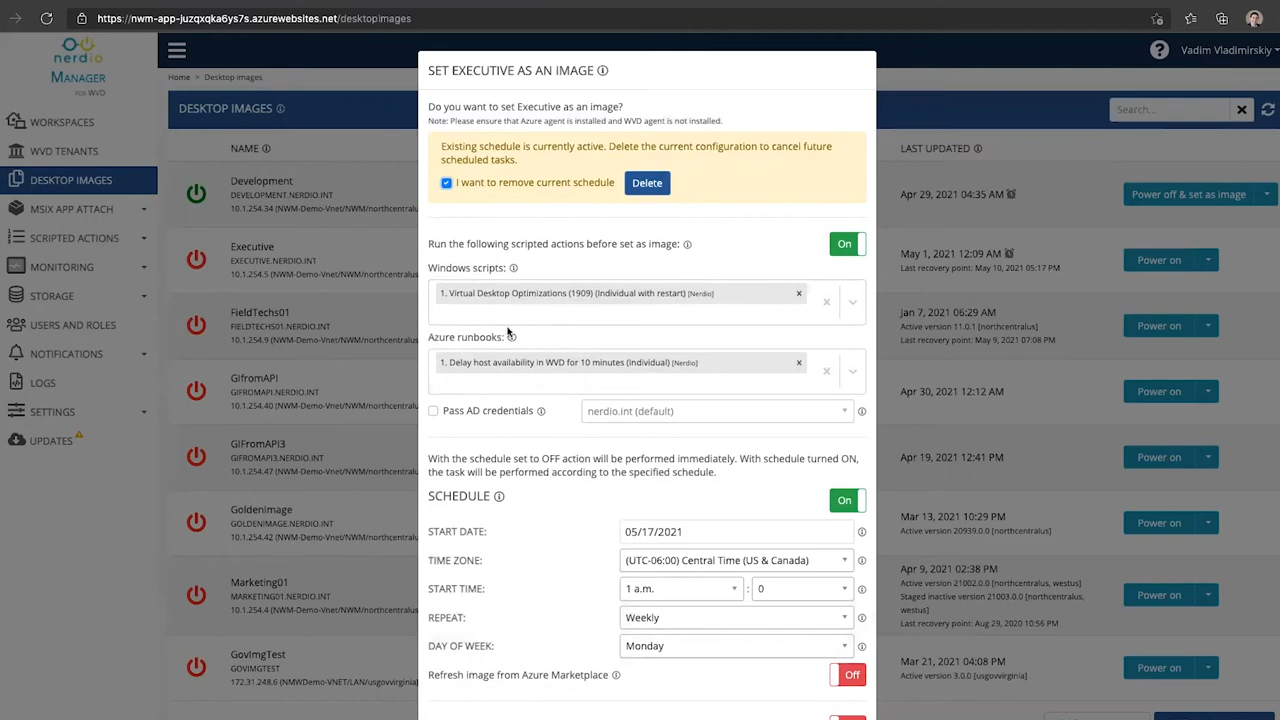 https://nwm-app-juzqqka6ys7s.azurewebsites.net/desktopimages
nerdio
MANAGER
FOR WVD
Vadim Vladimirskiy
Home > Desktop images
WORKSPACES
WVD TENANTS
DESKTOP IMAGES
MSIX APP ATTACH
SCRIPTED ACTIONS
MONITORING
STORAGE
USERS AND ROLES
NOTIFICATIONS
LOGS
SETTINGS
UPDATES
DESKTOP IMAGES
Search...
NAME
LAST UPDATED
Development
DEVELOPMENT.NERDIO.INT
10.1.254.34 (NWM-Demo-Vnet/NWM/northcentralus
Apr 29, 2021 04:35 AM
Power off & set as image
Executive
EXECUTIVE.NERDIO.INT
10.1.254.5 (NWM-Demo-Vnet/NWM/northcentralus
May 1, 2021 12:09 AM
Last recovery point: May 10, 2021 05:17 PM
Power on
FieldTechs01
FIELDTECHS01.NERDIO.INT
10.1.254.6 (NWM-Demo-Vnet/NWM/northcentralus
Jan 7, 2021 06:29 AM
Active version 11.0.1 [northcentralus]
Last recovery point: May 9, 2021 07:08 PM
Power on
GIfromAPI
GIFROMAPI.NERDIO.INT
10.1.254.40 (NWM-Demo-Vnet/NWM/northcentralus
Apr 30, 2021 12:12 AM
Power on
GIfromAPI3
GIFROMAPI3.NERDIO.INT
10.1.254.47 (NWM-Demo-Vnet/NWM/northcentralus
Apr 19, 2021 12:41 PM
Power on
GoldenImage
GOLDENIMAGE.NERDIO.INT
10.1.254.42 (NWM-Demo-Vnet/NWM/northcentralus
Mar 13, 2021 10:29 PM
Active version 20939.0.0 [northcentralus]
Power on
Marketing01
MARKETING01.NERDIO.INT
10.1.254.4 (NWM-Demo-Vnet/NWM/northcentralus
Apr 9, 2021 02:38 PM
Active version 21002.0.0 [northcentralus, westus]
Staged inactive version 21003.0.0 [northcentralus,
westus]
Last recovery point: Aug 29, 2020 10:56 PM
Power on
GovImgTest
GOVIMGTEST
172.31.248.6 (NMWDemo-VNET/LAN/usgovvirginia)
Mar 21, 2021 04:08 PM
Active version 3.0.0 [usgovvirginia]
Power on
SET EXECUTIVE AS AN IMAGE
Do you want to set Executive as an image?
Note: Please ensure that Azure agent is installed and WVD agent is not installed.
Existing schedule is currently active. Delete the current configuration to cancel future
scheduled tasks.
I want to remove current schedule Delete
Run the following scripted actions before set as image: On
Windows scripts:
1. Virtual Desktop Optimizations (1909) (Individual with restart) [Nerdio]
Azure runbooks:
1. Delay host availability in WVD for 10 minutes (Individual) [Nerdio]
Pass AD credentials nerdio.int (default)
With the schedule set to OFF action will be performed immediately. With schedule turned ON,
the task will be performed according to the specified schedule.
SCHEDULE On
START DATE: 05/17/2021
TIME ZONE: (UTC-06:00) Central Time (US & Canada)
START TIME: 1 a.m. : 0
REPEAT: Weekly
DAY OF WEEK: Monday
Refresh image from Azure Marketplace Off